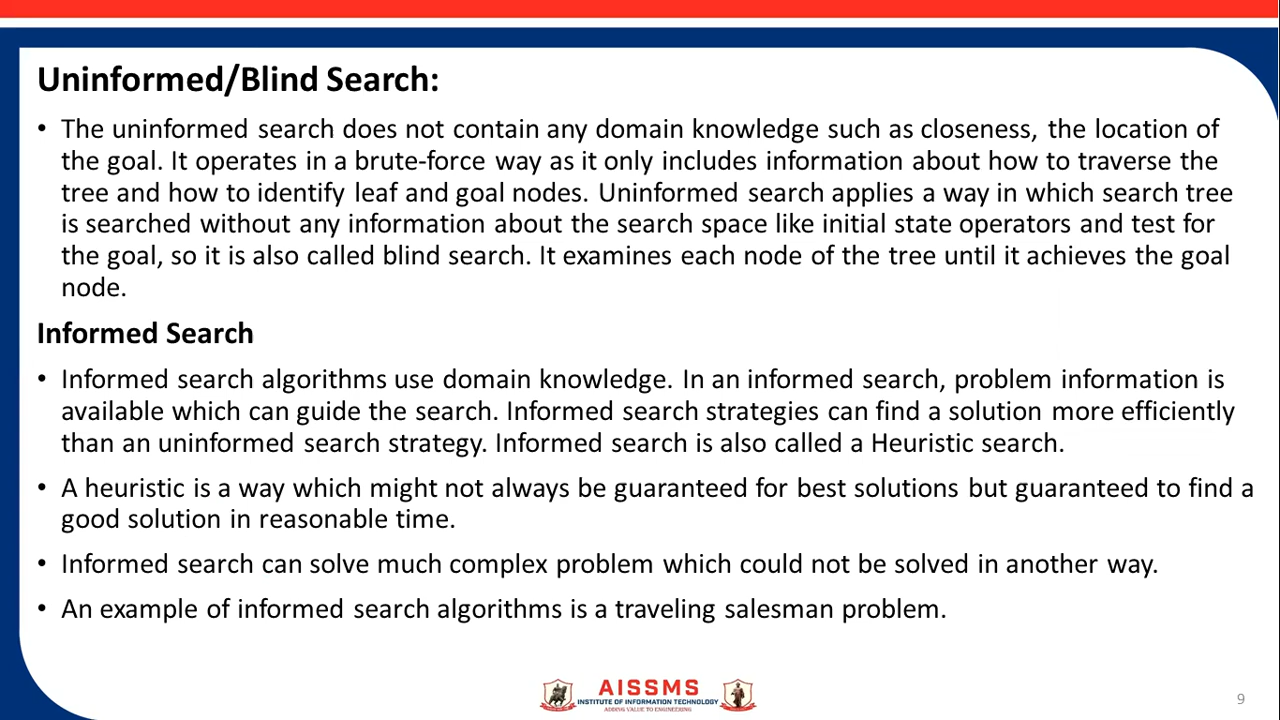 Uninformed/Blind Search:
• The uninformed search does not contain any domain knowledge such as closeness, the location of
the goal. It operates in a brute-force way as it only includes information about how to traverse the
tree and how to identify leaf and goal nodes. Uninformed search applies a way in which search tree
is searched without any information about the search space like initial state operators and test for
the goal, so it is also called blind search. It examines each node of the tree until it achieves the goal
node.
Informed Search
• Informed search algorithms use domain knowledge. In an informed search, problem information is
available which can guide the search. Informed search strategies can find a solution more efficiently
than an uninformed search strategy. Informed search is also called a Heuristic search.
• A heuristic is a way which might not always be guaranteed for best solutions but guaranteed to find a
good solution in reasonable time.
• Informed search can solve much complex problem which could not be solved in another way.
• An example of informed search algorithms is a traveling salesman problem.
AISSMS
INSTITUTE OF INFORMATION TECHNOLOGY
ADDING VALUE TO ENGINEERING
9